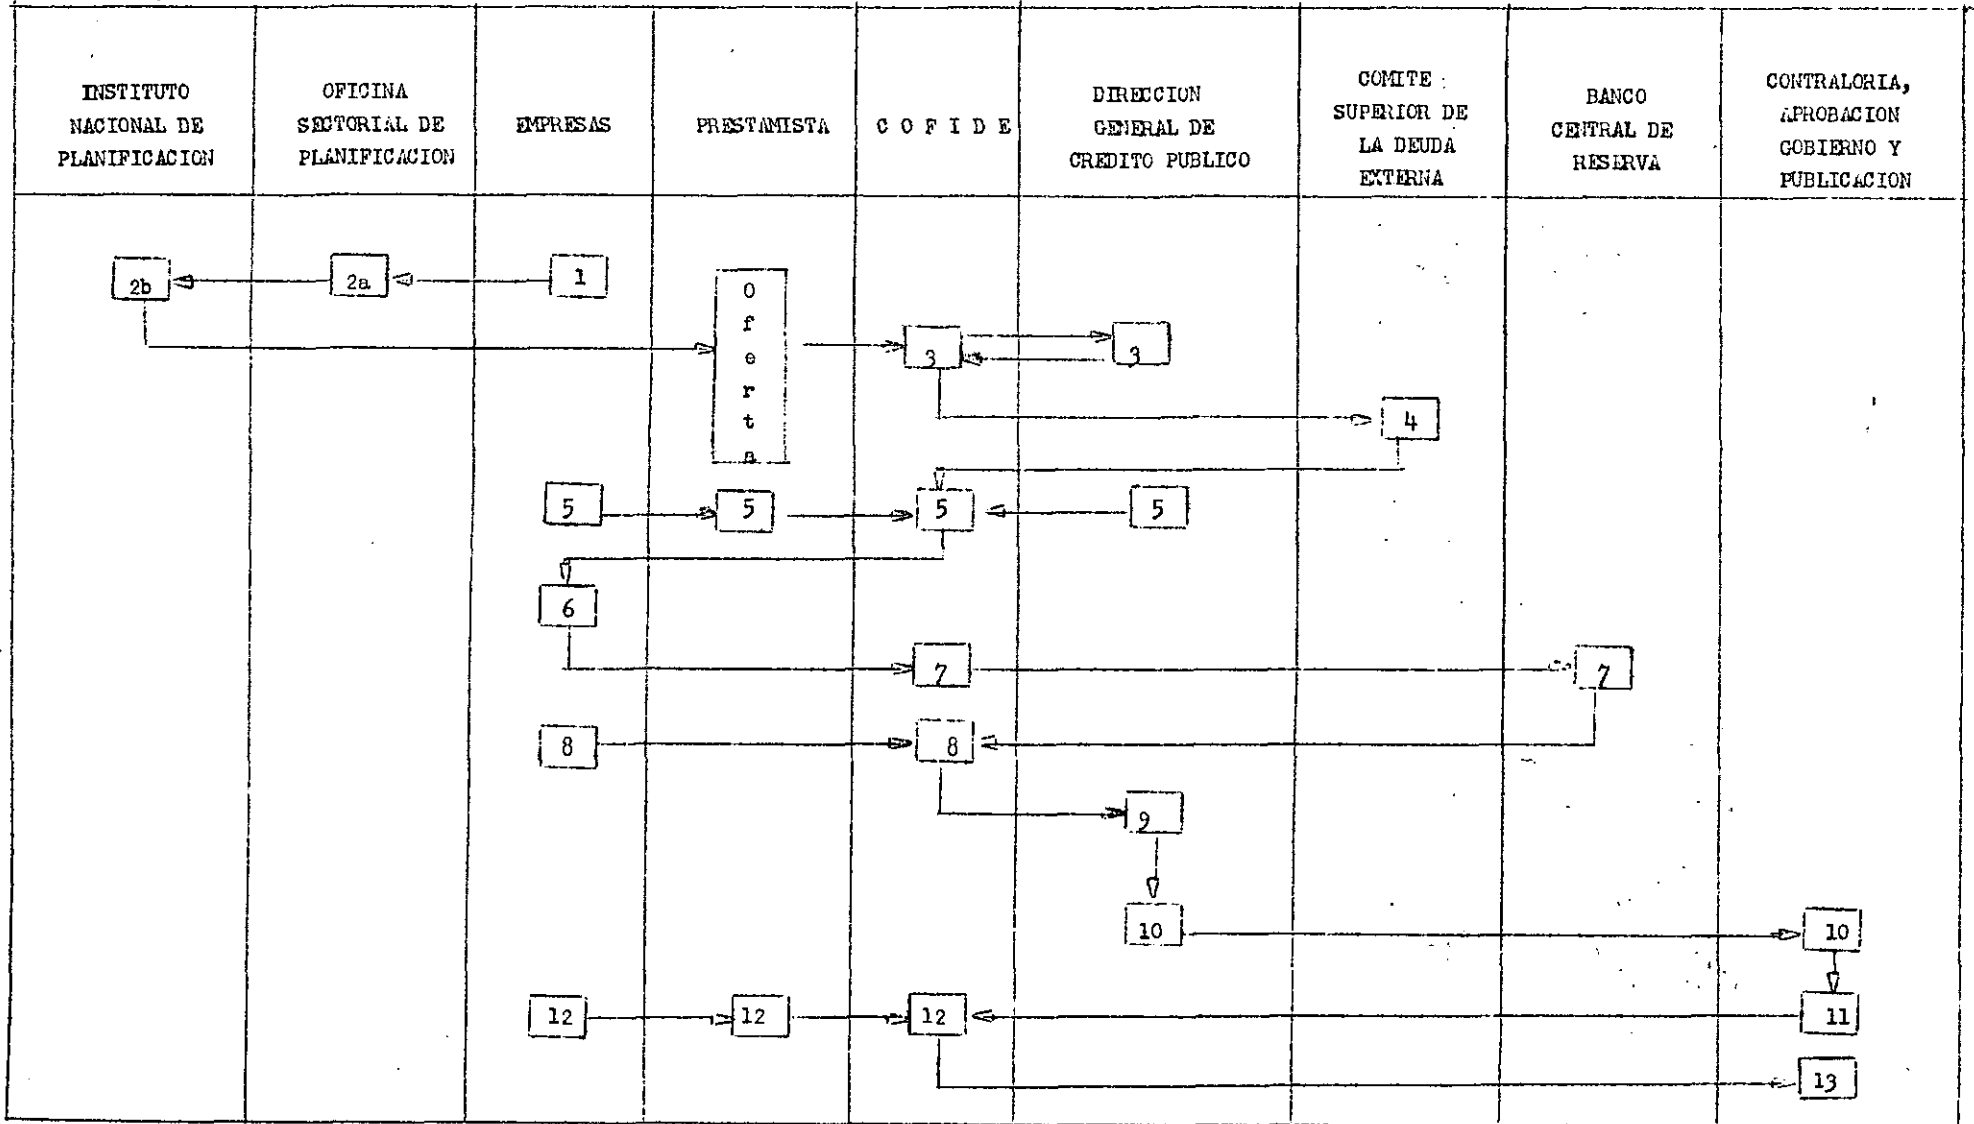 INSTITUTO
NACIONAL DE
PLANIFICACION
OFICINA
SECTORIAL DE
PLANIFICACION
EMPRESAS
PRESTAMISTA
C O F I D E
DIRECCION
GENERAL DE
CREDITO PUBLICO
COMITE
SUPERIOR DE
LA DEUDA
EXTERNA
BANCO
CENTRAL DE
RESERVA
CONTRALORIA,
APROBACION
GOBIERNO Y
PUBLICACION
2b
2a
1
O
f
e
r
t
a
3
3
4
5
5
5
5
6
7
7
8
8
9
10
10
11
12
12
12
13